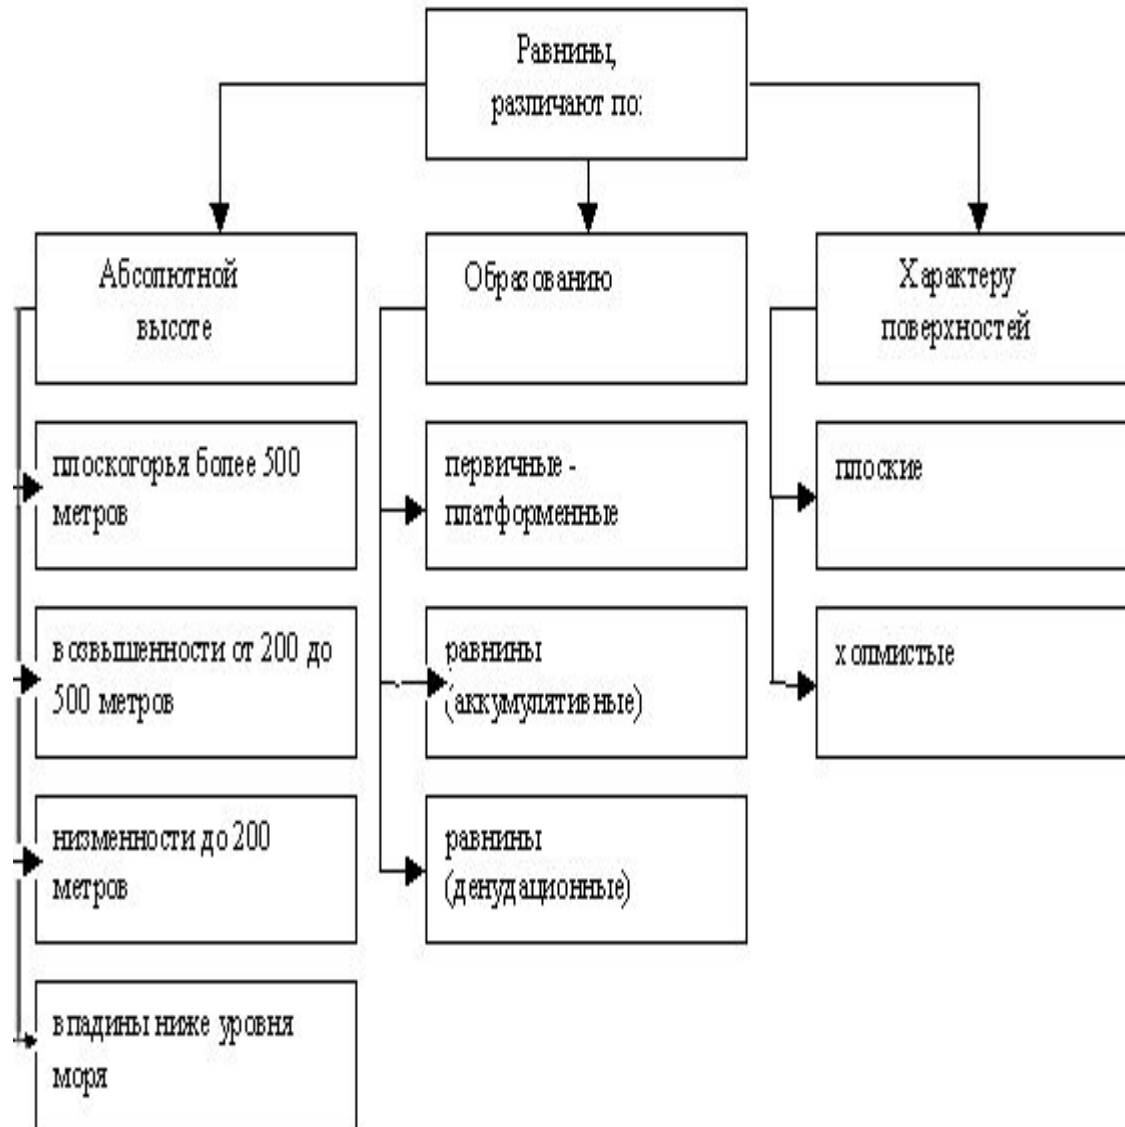 Равнины,
различают по:
Абсолютной
высоте
плоскогорья более 500
метров
возвышенности от 200 до
500 метров
низменности до 200
метров
впадины ниже уровня
моря
Образованию
первичные -
платформенные
равнины
(аккумулятивные)
равнины
(денудационные)
Характеру
поверхностей
плоские
холмистые